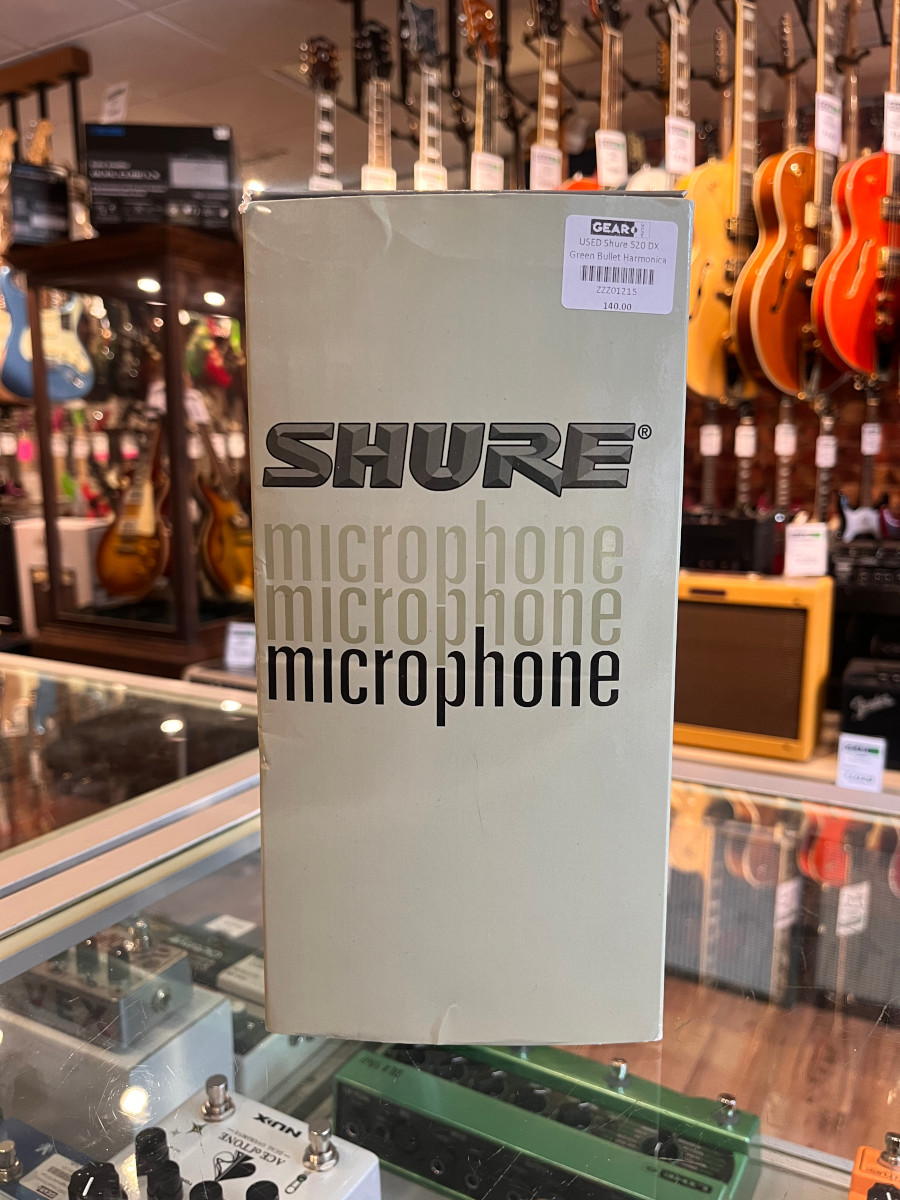 GEAR
USED Shure 520 DX
Green Bullet Harmonica
ZZZ01215
140.00
SHURE®
microphone
microphone
microphone
Fender
NUX
ACE OF TONE